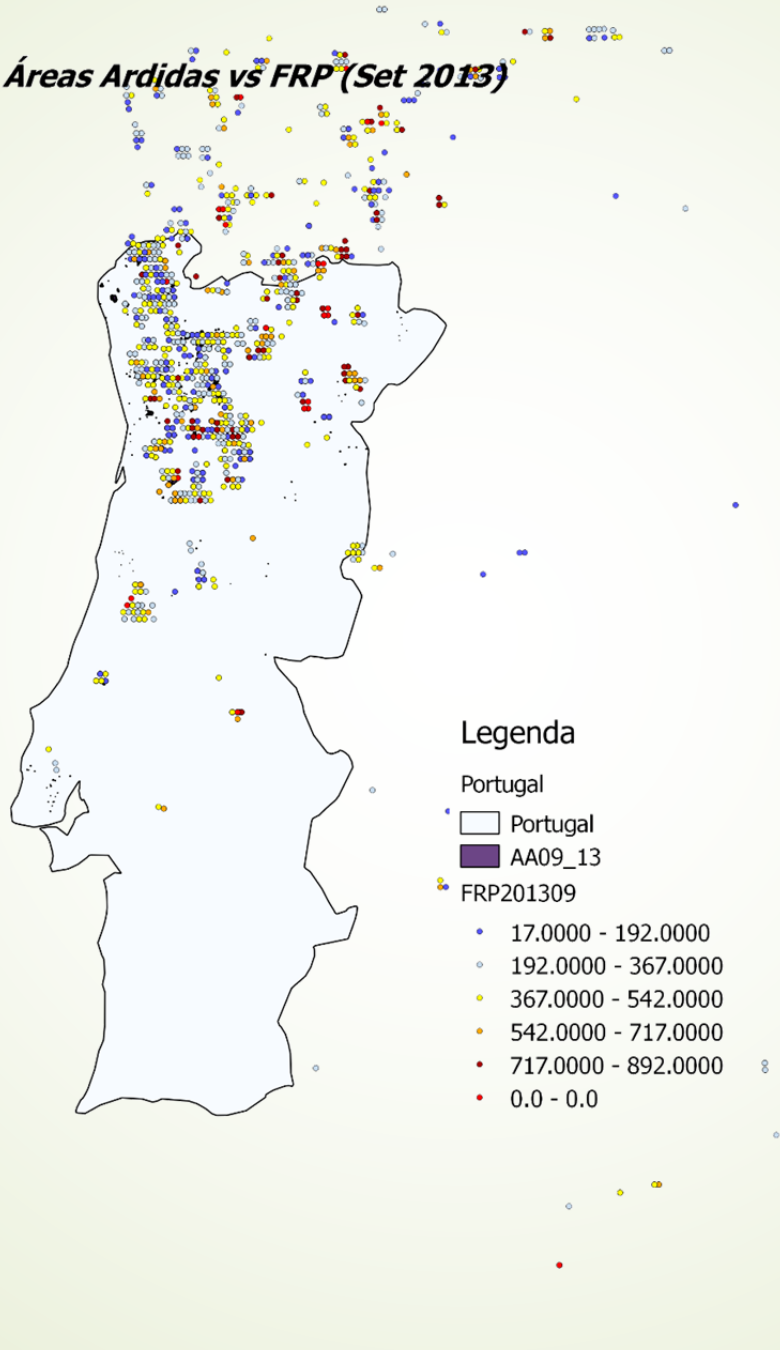 Áreas Ardidas vs FRP (Set 2013)
Legenda
Portugal
Portugal
AA09_13
FRP201309
17.0000 - 192.0000
192.0000 - 367.0000
367.0000 - 542.0000
542.0000 - 717.0000
717.0000 - 892.0000
0.0 - 0.0